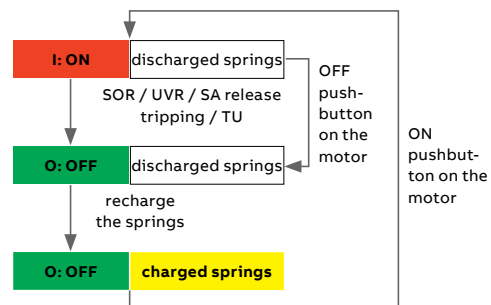 I: ON
discharged springs
SOR / UVR / SA release
tripping / TU
OFF
push-
button
on the
motor
ON
pushbut-
ton on the
motor
O: OFF
discharged springs
recharge
the springs
O: OFF
charged springs